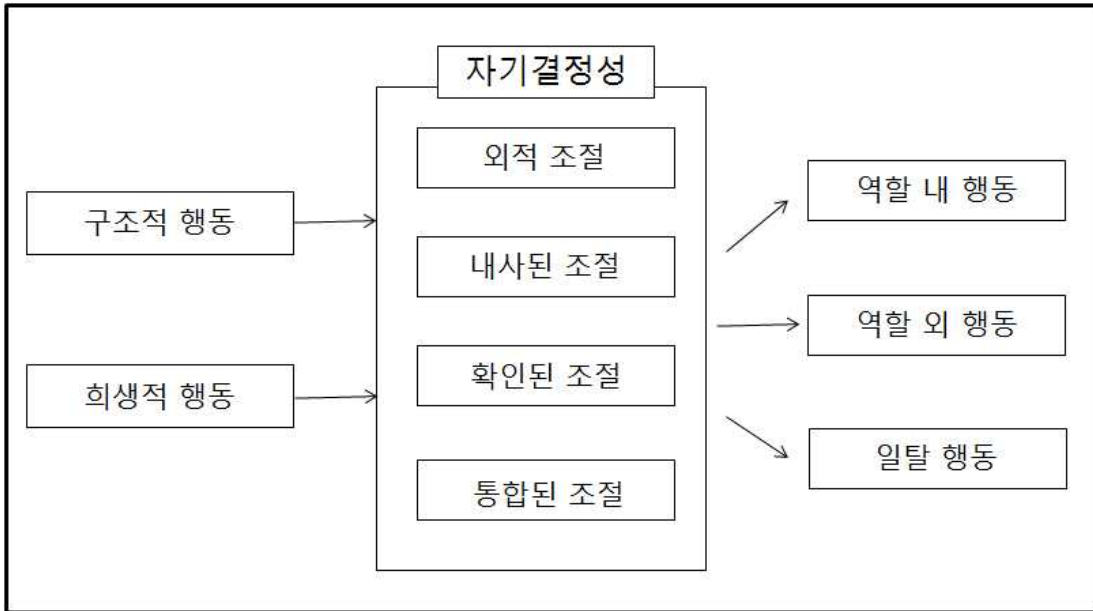 자기결정성
외적 조절
내사된 조절
확인된 조절
통합된 조절
구조적 행동
희생적 행동
역할 내 행동
역할 외 행동
일탈 행동